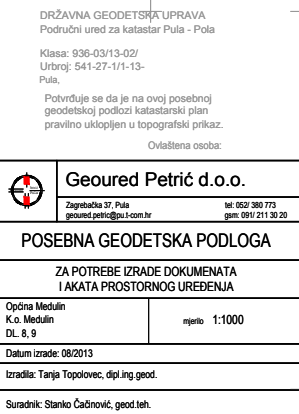 DRŽAVNA GEODETSKA UPRAVA
Područni ured za katastar Pula - Pola
Klasa: 936-03/13-02/
Urbroj: 541-27-1/1-13-
Pula,
Potvrđuje se da je na ovoj posebnoj
geodetskoj podlozi katastarski plan
pravilno uklopljen u topografski prikaz.
Ovlaštena osoba:
Geoured Petrić d.o.o.
Zagrebačka 37, Pula tel: 052/ 380 773
geoured.petric@pu.t-com.hr gsm: 091/ 211 30 20
POSEBNA GEODETSKA PODLOGA
ZA POTREBE IZRADE DOKUMENATA
I AKATA PROSTORNOG UREĐENJA
Općina Medulin
K.o. Medulin mjerilo 1:1000
DL. 8, 9
Datum izrade: 08/2013
Izradila: Tanja Topolovec, dipl.ing.geod.
Suradnik: Stanko Čačinović, geod.teh.